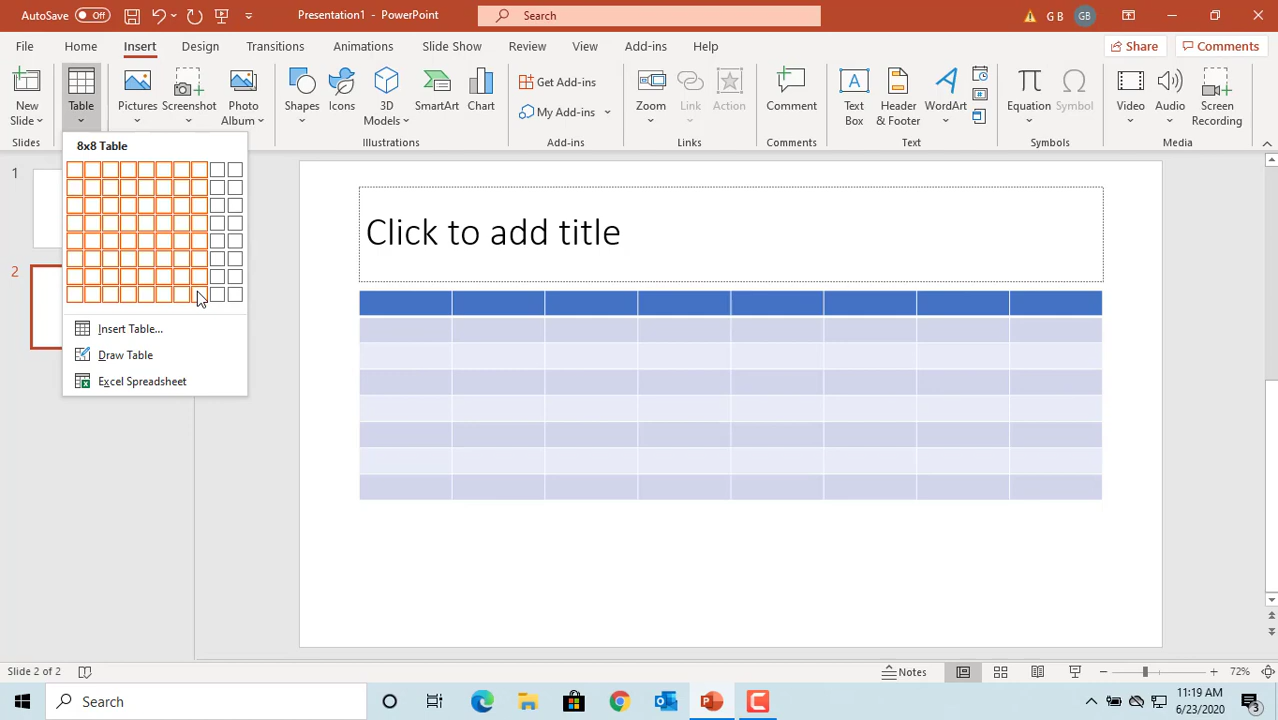 AutoSave Off Presentation1 - PowerPoint Search G B GB
File Home Insert Design Transitions Animations Slide Show Review View Add-ins Help Share Comments
New Slide Table Pictures Screenshot Photo Album Shapes Icons 3D Models SmartArt Chart Get Add-ins My Add-ins Zoom Link Action Comment Text Box Header & Footer WordArt Equation Symbol Video Audio Screen Recording
Slides Illustrations Add-ins Links Comments Text Symbols Media
8x8 Table
Insert Table...
Draw Table
Excel Spreadsheet
1
2
Click to add title
Slide 2 of 2 Notes 72%
Search 11:19 AM
6/23/2020 3